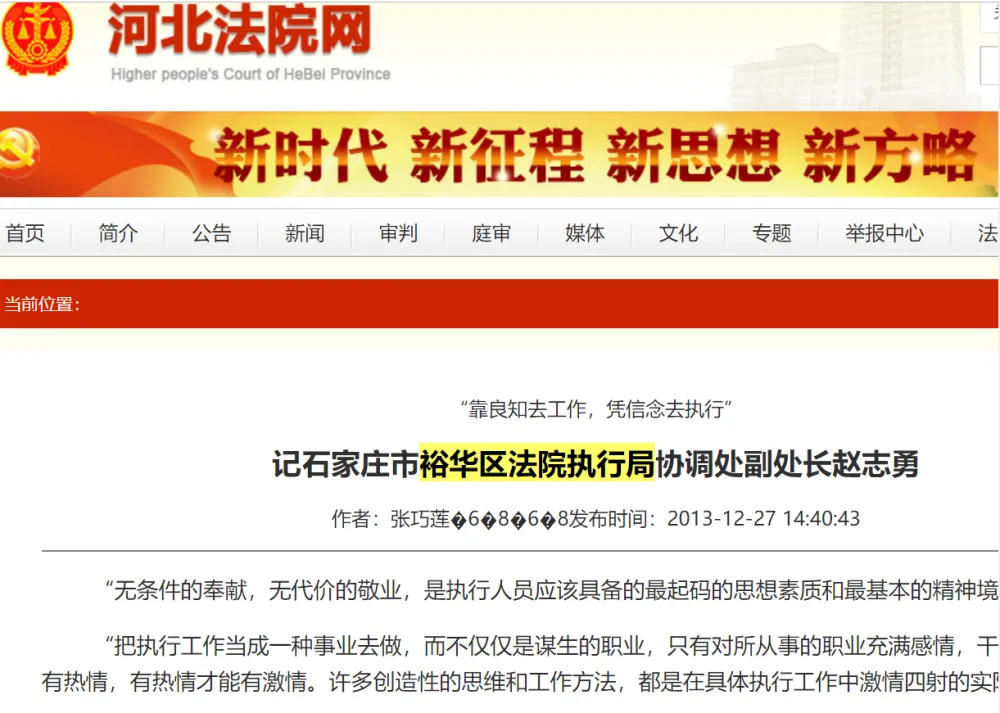 河北法院网
Higher people's Court of HeBei Province
新时代 新征程 新思想 新方略
首页 简介 公告 新闻 审判 庭审 媒体 文化 专题 举报中心 法
当前位置：
“靠良知去工作，凭信念去执行”
记石家庄市裕华区法院执行局协调处副处长赵志勇
作者：张巧莲�6�8�6�8发布时间：2013-12-27 14:40:43
“无条件的奉献，无代价的敬业，是执行人员应该具备的最起码的思想素质和最基本的精神境
“把执行工作当成一种事业去做，而不仅仅是谋生的职业，只有对所从事的职业充满感情，干
有热情，有热情才能有激情。许多创造性的思维和工作方法，都是在具体执行工作中激情四射的实